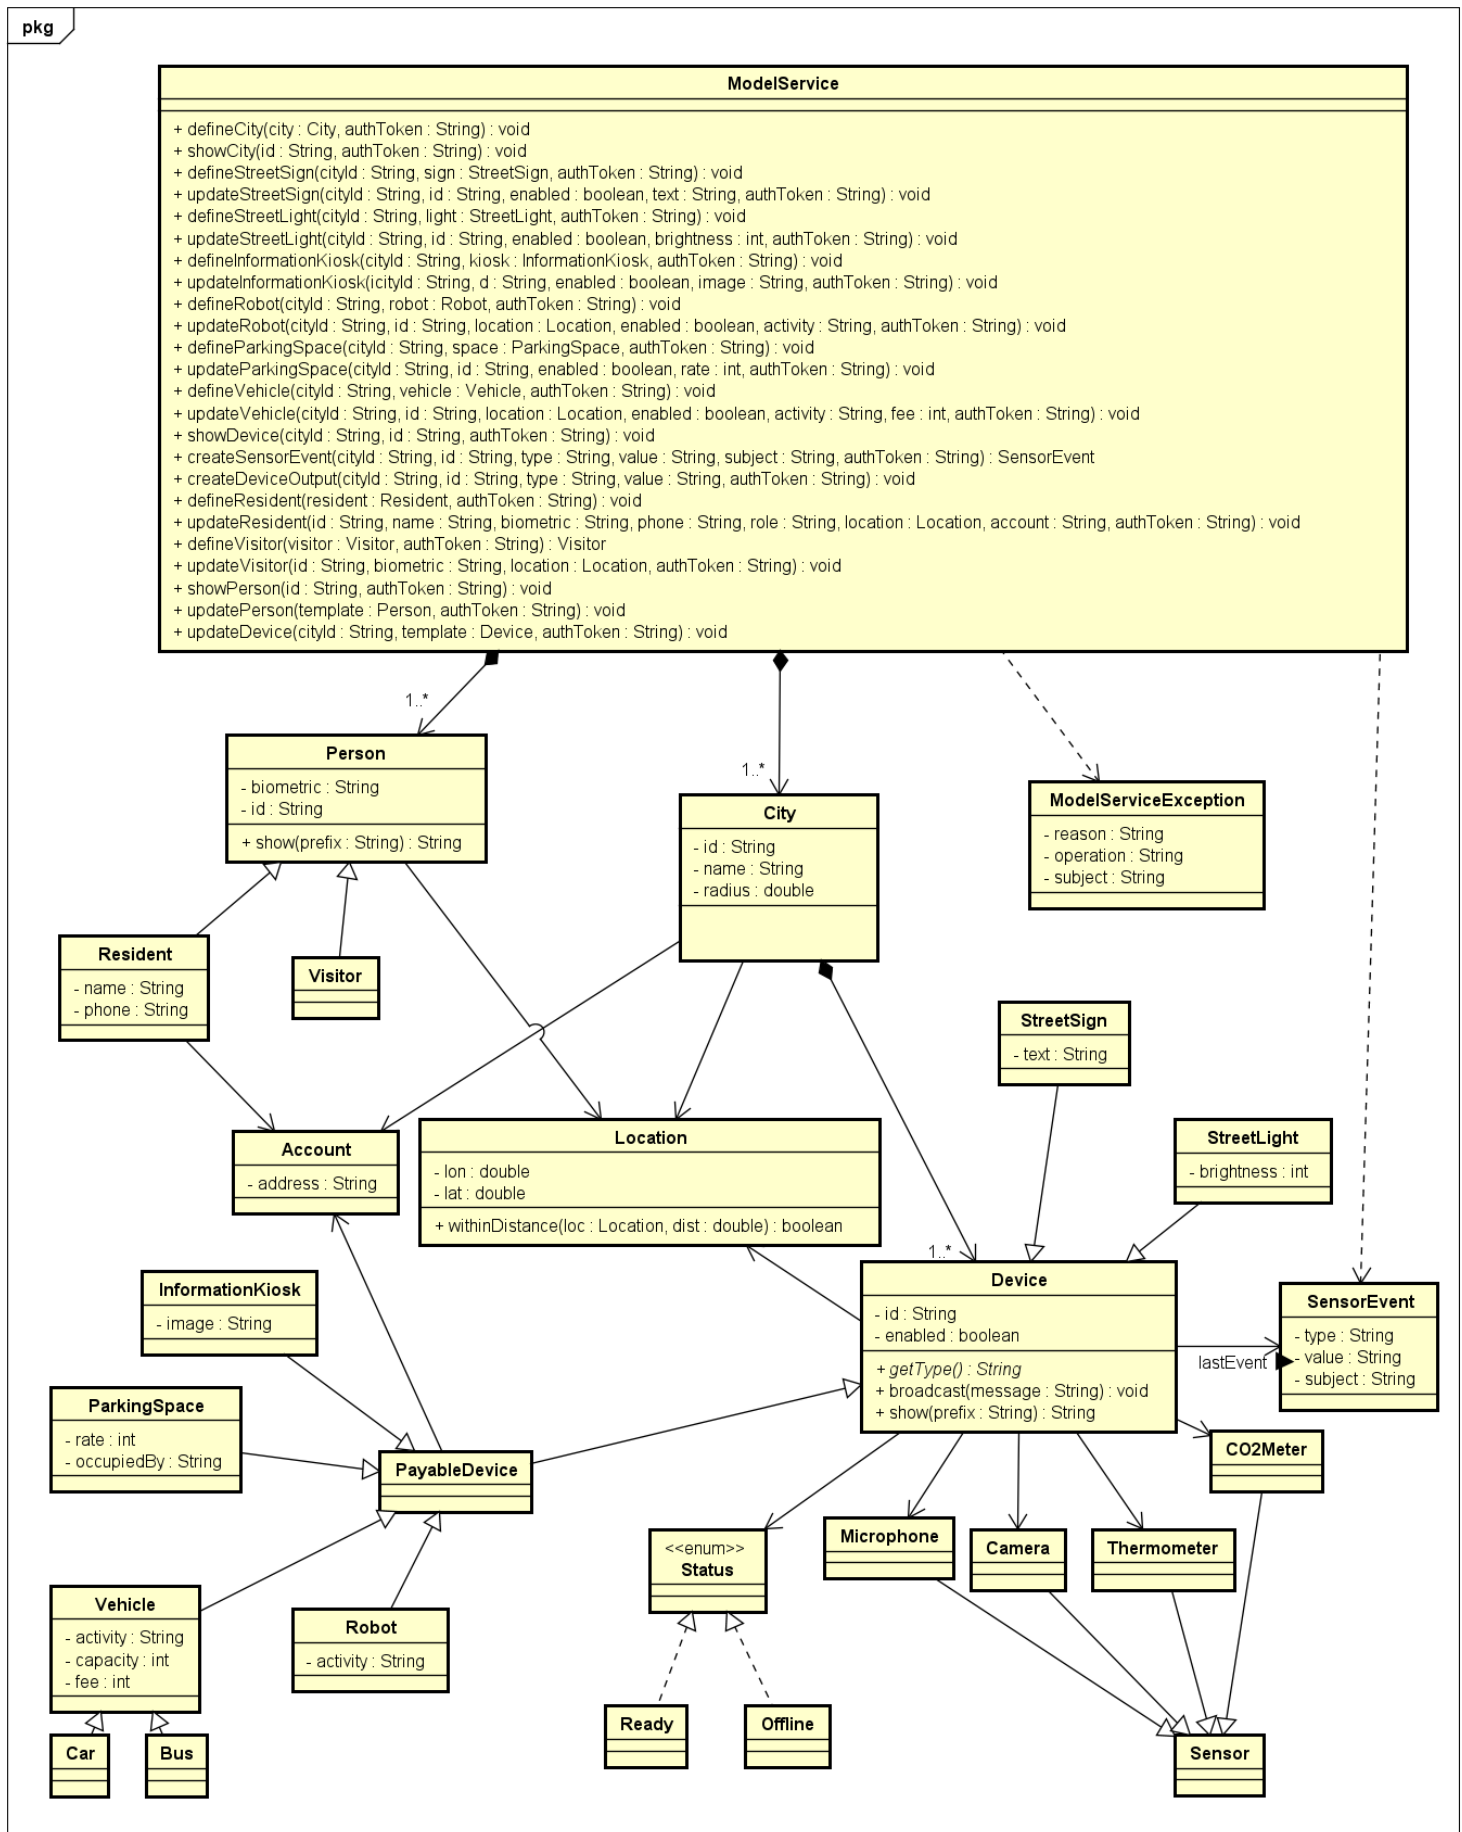 pkg
ModelService
+ defineCity(city : City, authToken : String) : void
+ showCity(id : String, authToken : String) : void
+ defineStreetSign(cityId : String, sign : StreetSign, authToken : String) : void
+ updateStreetSign(cityId : String, id : String, enabled : boolean, text : String, authToken : String) : void
+ defineStreetLight(cityId : String, light : StreetLight, authToken : String) : void
+ updateStreetLight(cityId : String, id : String, enabled : boolean, brightness : int, authToken : String) : void
+ defineInformationKiosk(cityId : String, kiosk : InformationKiosk, authToken : String) : void
+ updateInformationKiosk(icityId : String, d : String, enabled : boolean, image : String, authToken : String) : void
+ defineRobot(cityId : String, robot : Robot, authToken : String) : void
+ updateRobot(cityId : String, id : String, location : Location, enabled : boolean, activity : String, authToken : String) : void
+ defineParkingSpace(cityId : String, space : ParkingSpace, authToken : String) : void
+ updateParkingSpace(cityId : String, id : String, enabled : boolean, rate : int, authToken : String) : void
+ defineVehicle(cityId : String, vehicle : Vehicle, authToken : String) : void
+ updateVehicle(cityId : String, id : String, location : Location, enabled : boolean, activity : String, fee : int, authToken : String) : void
+ showDevice(cityId : String, id : String, authToken : String) : void
+ createSensorEvent(cityId : String, id : String, type : String, value : String, subject : String, authToken : String) : SensorEvent
+ createDeviceOutput(cityId : String, id : String, type : String, value : String, authToken : String) : void
+ defineResident(resident : Resident, authToken : String) : void
+ updateResident(id : String, name : String, biometric : String, phone : String, role : String, location : Location, account : String, authToken : String) : void
+ defineVisitor(visitor : Visitor, authToken : String) : Visitor
+ updateVisitor(id : String, biometric : String, location : Location, authToken : String) : void
+ showPerson(id : String, authToken : String) : void
+ updatePerson(template : Person, authToken : String) : void
+ updateDevice(cityId : String, template : Device, authToken : String) : void
1..*
Person
- biometric : String
- id : String
+ show(prefix : String) : String
1..*
City
- id : String
- name : String
- radius : double
ModelServiceException
- reason : String
- operation : String
- subject : String
Resident
- name : String
- phone : String
Visitor
StreetSign
- text : String
Account
- address : String
Location
- lon : double
- lat : double
+ withinDistance(loc : Location, dist : double) : boolean
StreetLight
- brightness : int
1..*
Device
- id : String
- enabled : boolean
+ getType() : String
+ broadcast(message : String) : void
+ show(prefix : String) : String
lastEvent
SensorEvent
- type : String
- value : String
- subject : String
InformationKiosk
- image : String
ParkingSpace
- rate : int
- occupiedBy : String
PayableDevice
CO2Meter
Microphone
Camera
Thermometer
<<enum>>
Status
Vehicle
- activity : String
- capacity : int
- fee : int
Robot
- activity : String
Car
Bus
Ready
Offline
Sensor